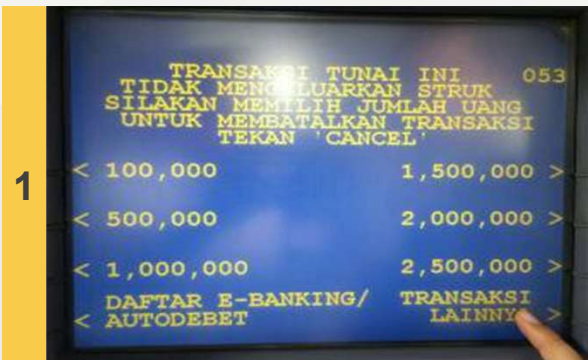 1
TRANSAKSI TUNAI INI 053
TIDAK MENGELUARKAN STRUK
SILAKAN MEMILIH JUMLAH UANG
UNTUK MEMBATALKAN TRANSAKSI
TEKAN 'CANCEL'
< 100,000 1,500,000 >
< 500,000 2,000,000 >
< 1,000,000 2,500,000 >
DAFTAR E-BANKING/ TRANSAKSI
< AUTODEBET LAINNYA >